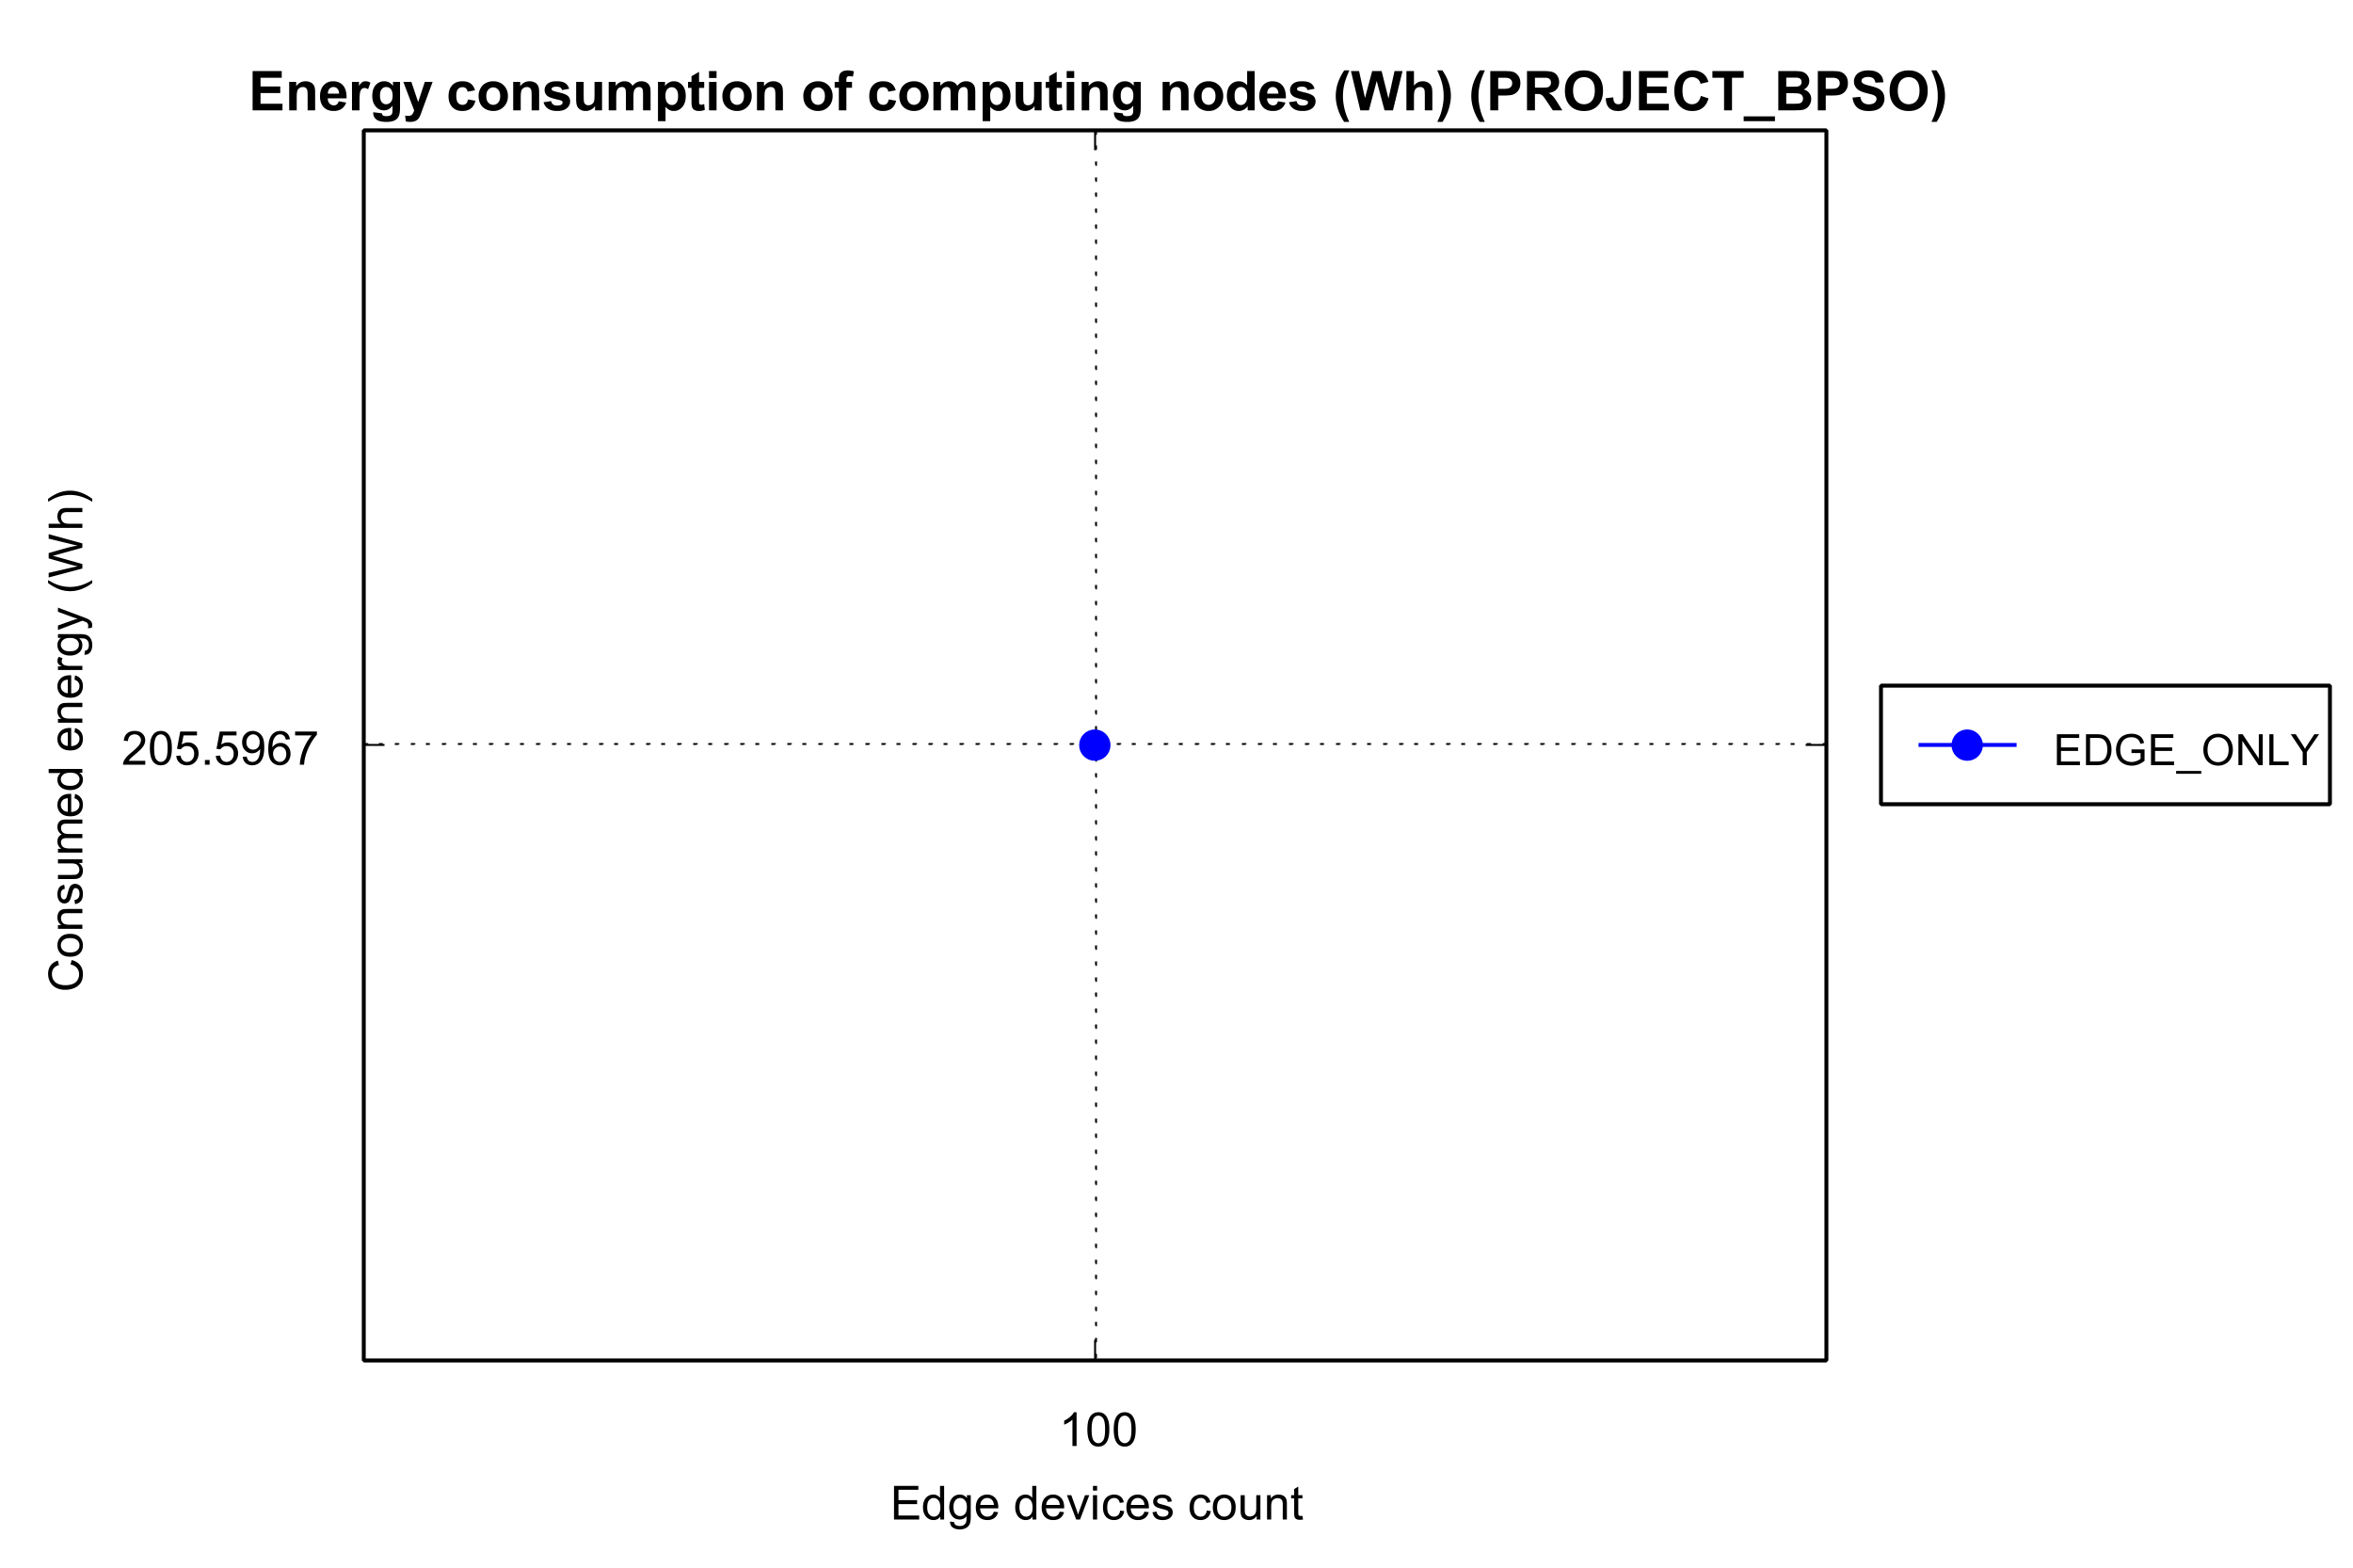 Energy consumption of computing nodes (Wh) (PROJECT_BPSO)
Consumed energy (Wh)
205.5967
EDGE_ONLY
100
Edge devices count